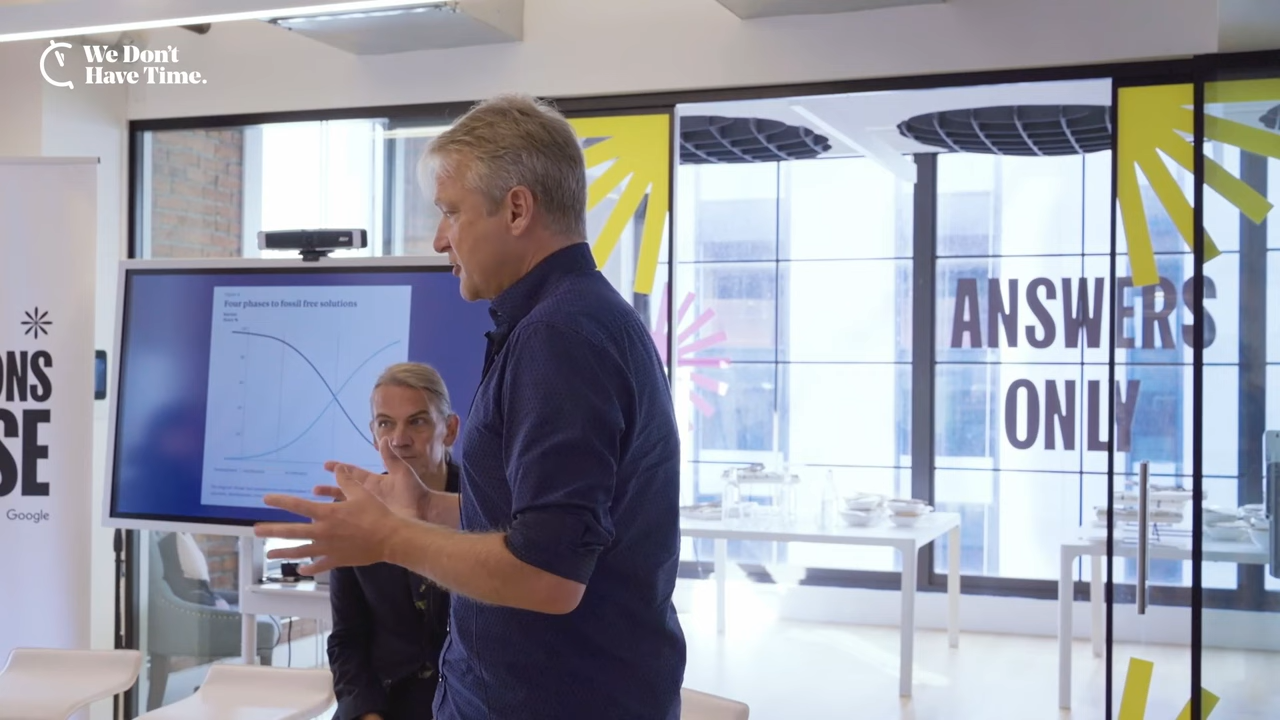 We Don't
Have Time.
Four phases to fossil free solutions
ONS
SE
Google
ANSWERS
ONLY